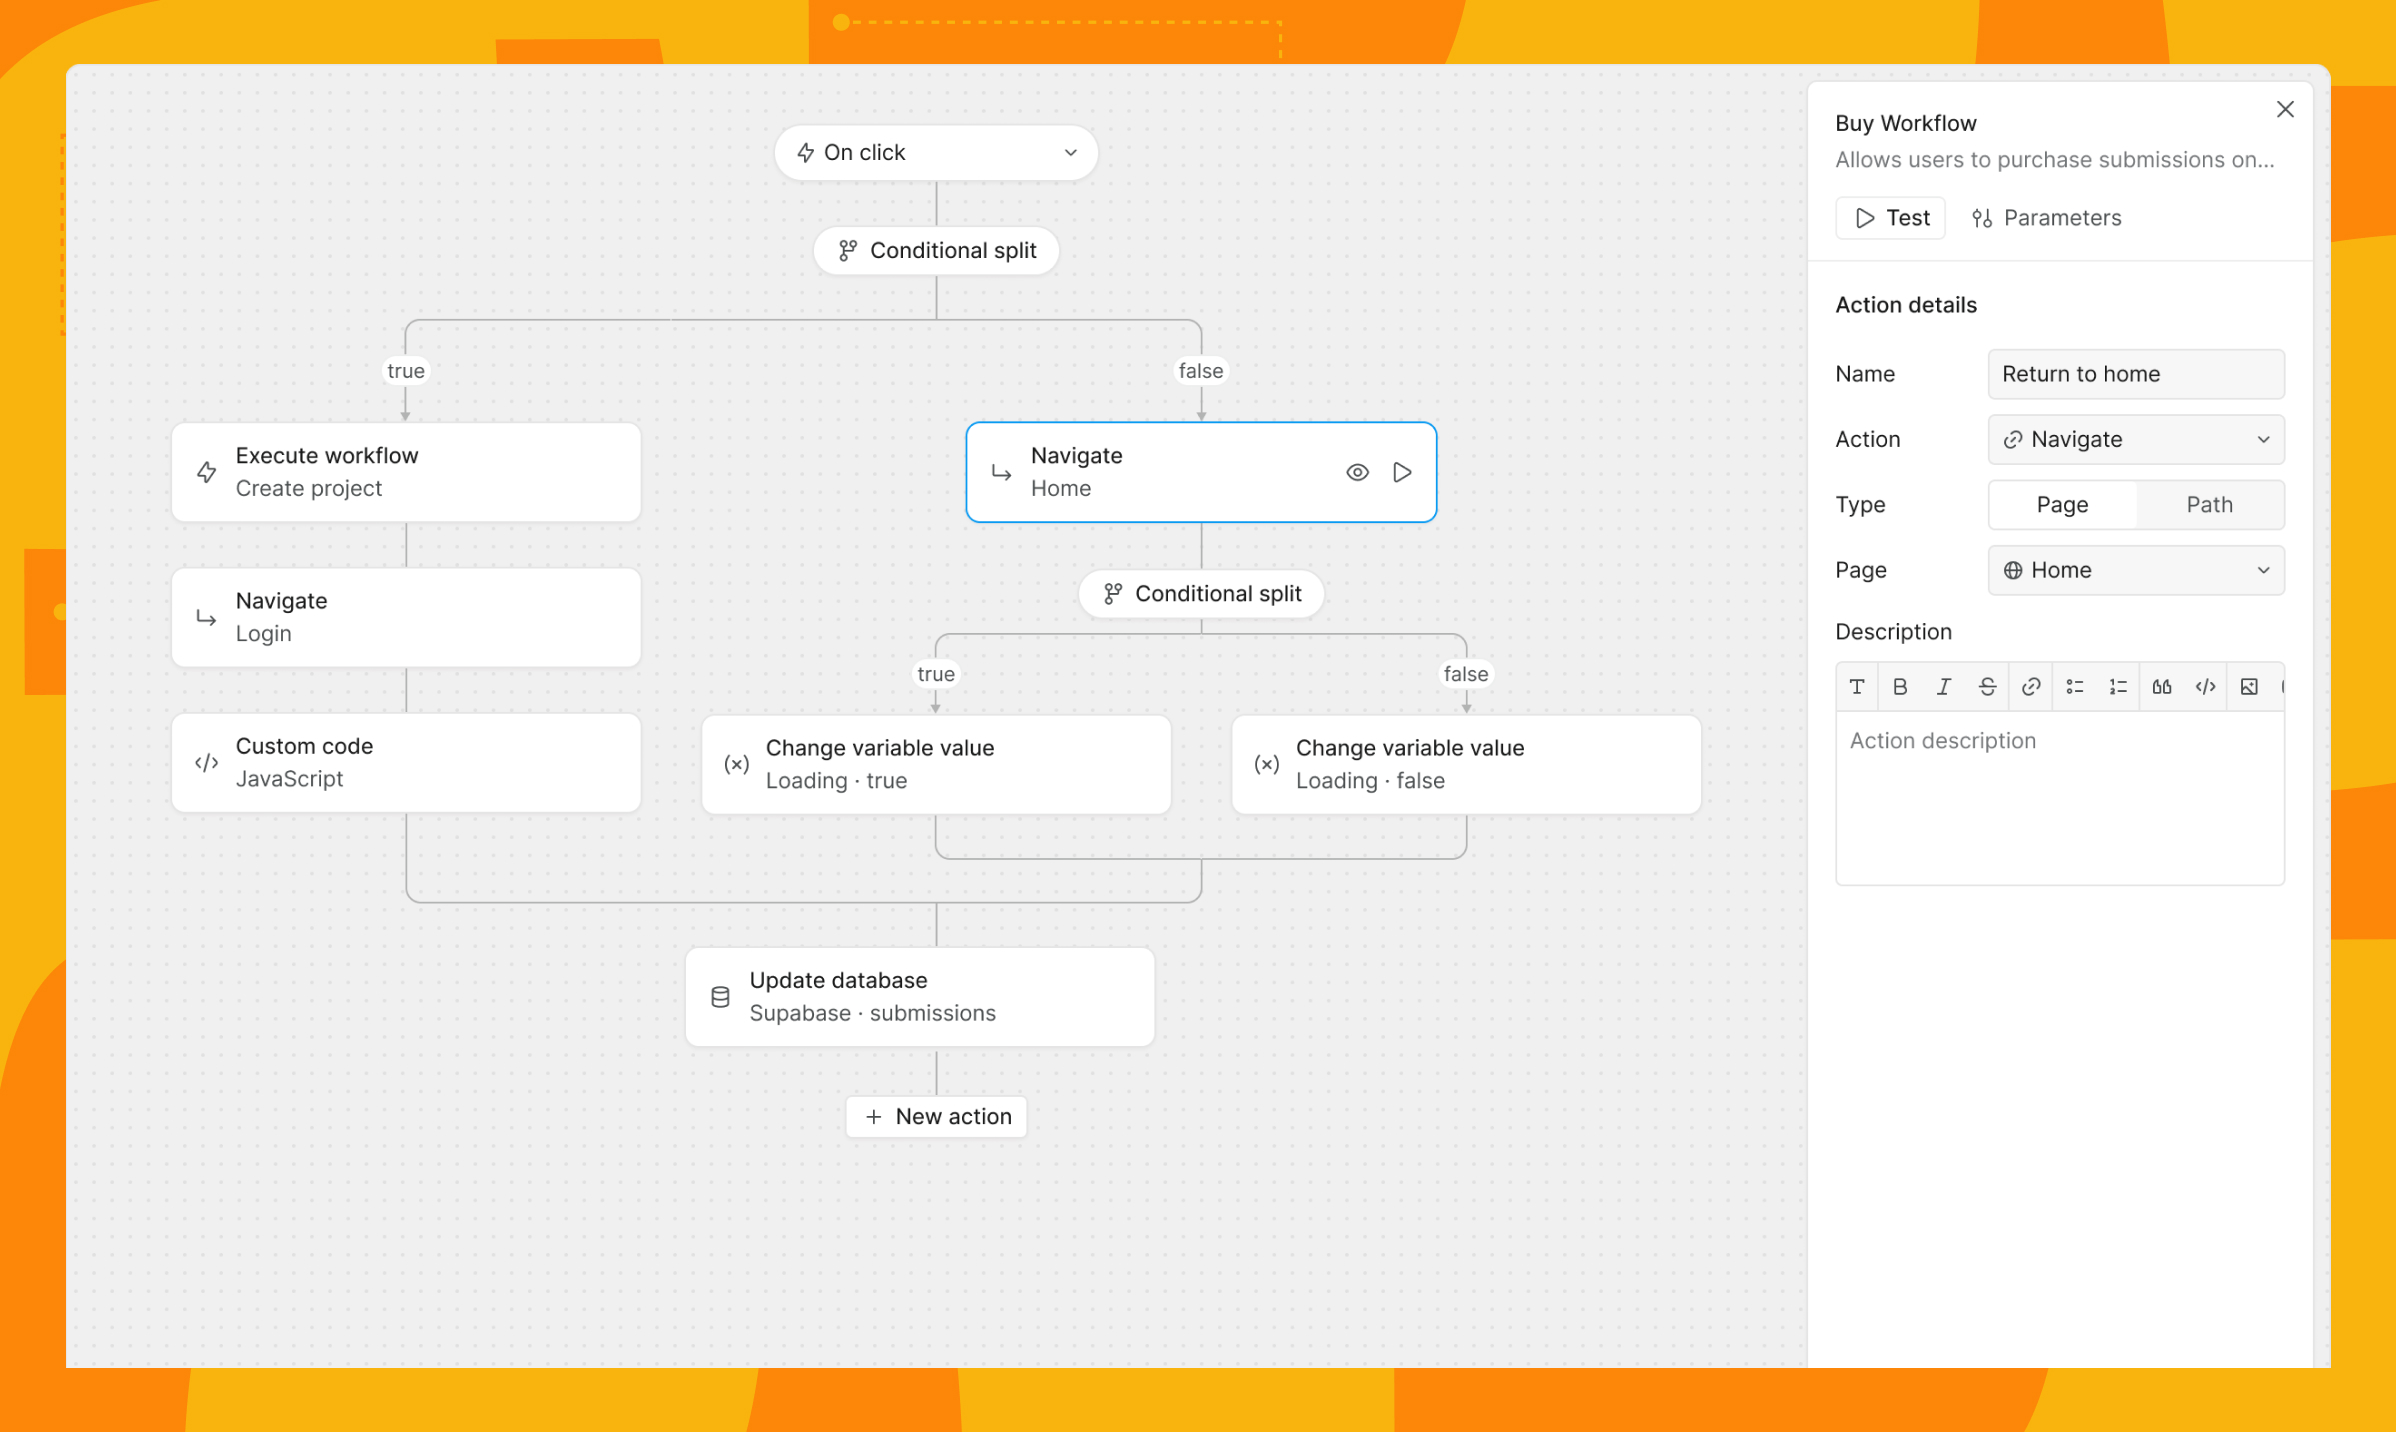 On click
Conditional split
true
false
Execute workflow
Create project
Navigate
Home
Navigate
Login
Conditional split
true
false
Custom code
JavaScript
Change variable value
Loading · true
Change variable value
Loading · false
Update database
Supabase · submissions
+ New action
Buy Workflow
Allows users to purchase submissions on...
Test
Parameters
Action details
Name
Return to home
Action
Navigate
Type
Page
Path
Page
Home
Description
Action description